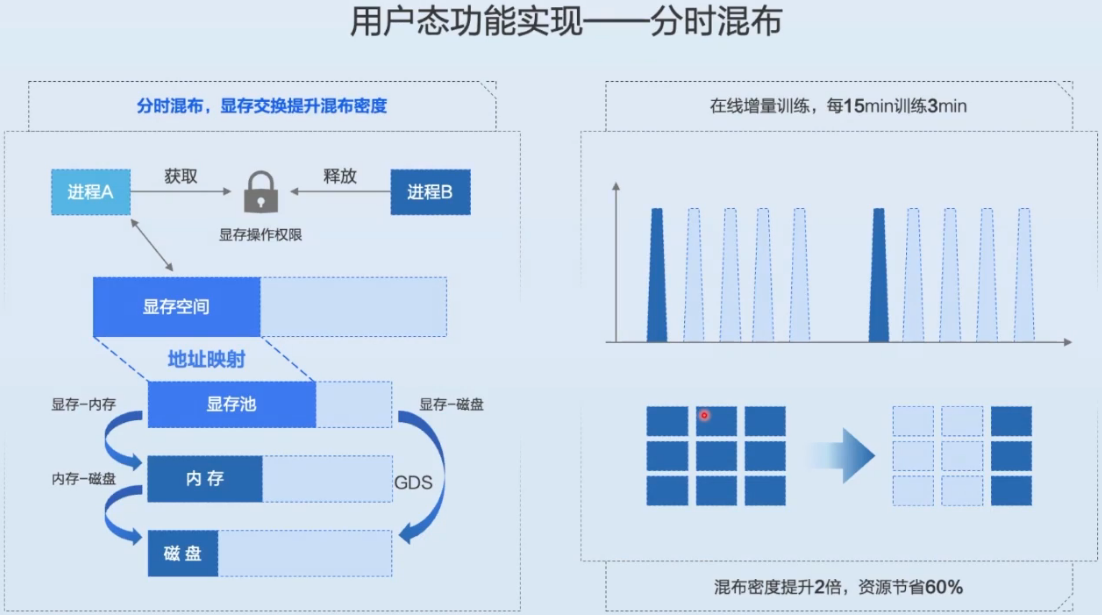 用户态功能实现——分时混布
分时混布，显存交换提升混布密度
进程A
获取
释放
进程B
显存操作权限
显存空间
地址映射
显存-内存
显存池
显存-磁盘
内存-磁盘
内存
GDS
磁盘
在线增量训练，每15min训练3min
混布密度提升2倍，资源节省60%